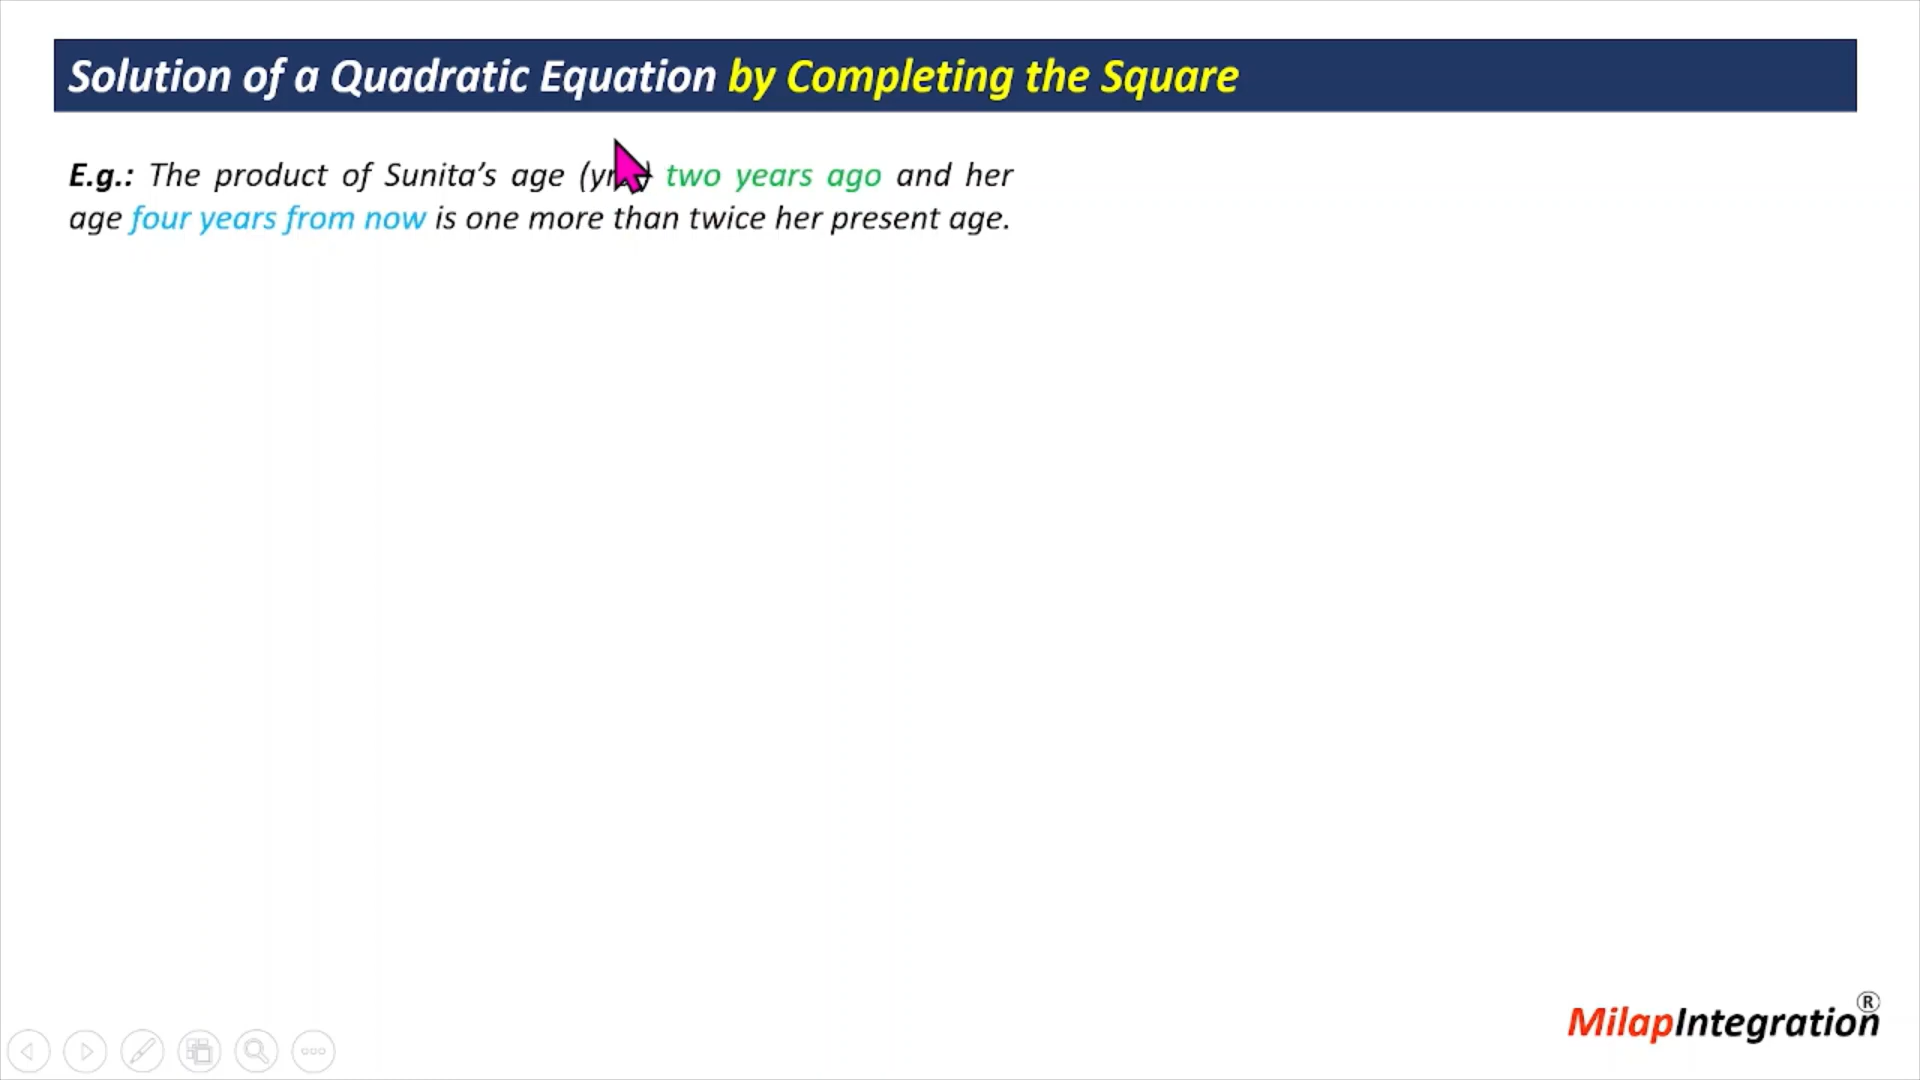 Solution of a Quadratic Equation by Completing the Square
E.g.: The product of Sunita's age two years ago and her
age four years from now is one more than twice her present age.
MilapIntegration®